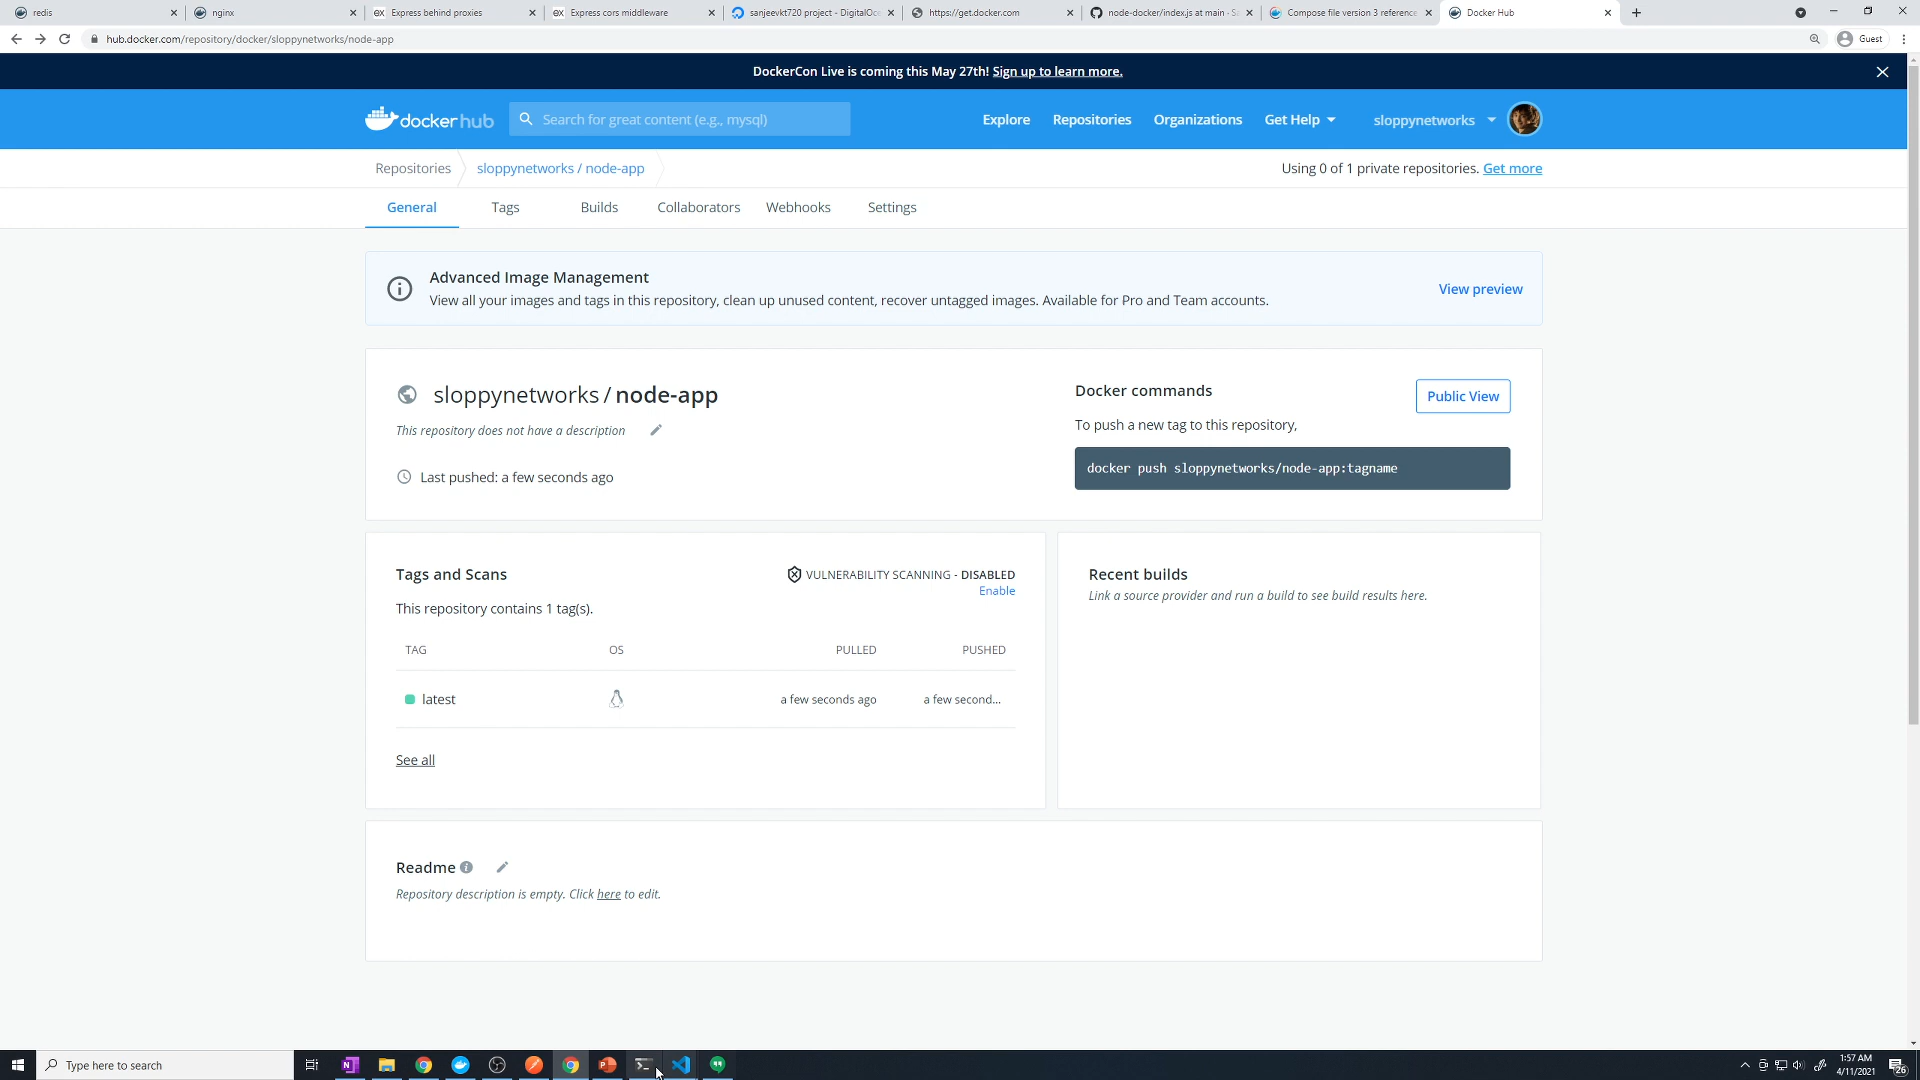 redis
nginx
Express behind proxies
Express cors middleware
sanjeevkt720 project - DigitalOce
https://get.docker.com
node-docker/index.js at main · Sa
Compose file version 3 reference
Docker Hub
hub.docker.com/repository/docker/sloppynetworks/node-app
Guest
DockerCon Live is coming this May 27th! Sign up to learn more.
docker hub
Search for great content (e.g., mysql)
Explore
Repositories
Organizations
Get Help
sloppynetworks
Repositories
sloppynetworks / node-app
Using 0 of 1 private repositories. Get more
General
Tags
Builds
Collaborators
Webhooks
Settings
Advanced Image Management
View all your images and tags in this repository, clean up unused content, recover untagged images. Available for Pro and Team accounts.
View preview
sloppynetworks / node-app
This repository does not have a description
Last pushed: a few seconds ago
Docker commands
Public View
To push a new tag to this repository,
docker push sloppynetworks/node-app:tagname
Tags and Scans
VULNERABILITY SCANNING - DISABLED
Enable
This repository contains 1 tag(s).
TAG OS PULLED PUSHED
latest a few seconds ago a few second...
See all
Recent builds
Link a source provider and run a build to see build results here.
Readme
Repository description is empty. Click here to edit.
Type here to search
1:57 AM
4/11/2021
26